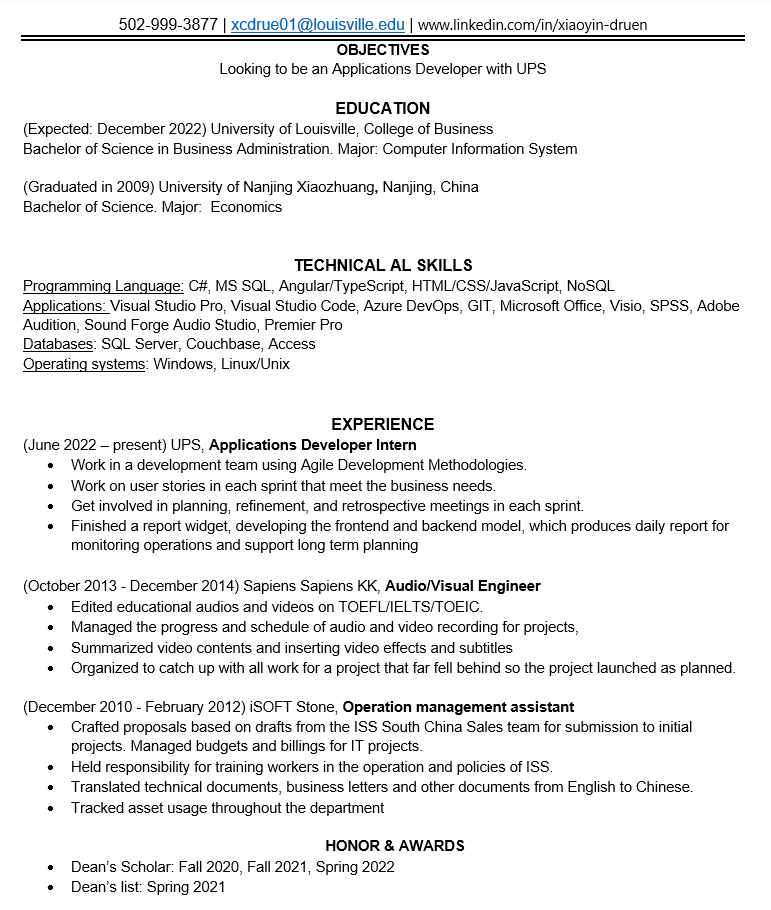 502-999-3877 | xcdrue01@louisville.edu | www.linkedin.com/in/xiaoyin-druen
OBJECTIVES
Looking to be an Applications Developer with UPS
EDUCATION
(Expected: December 2022) University of Louisville, College of Business
Bachelor of Science in Business Administration. Major: Computer Information System
(Graduated in 2009) University of Nanjing Xiaozhuang, Nanjing, China
Bachelor of Science. Major:  Economics
TECHNICAL AL SKILLS
Programming Language: C#, MS SQL, Angular/TypeScript, HTML/CSS/JavaScript, NoSQL
Applications: Visual Studio Pro, Visual Studio Code, Azure DevOps, GIT, Microsoft Office, Visio, SPSS, Adobe
Audition, Sound Forge Audio Studio, Premier Pro
Databases: SQL Server, Couchbase, Access
Operating systems: Windows, Linux/Unix
EXPERIENCE
(June 2022 – present) UPS, Applications Developer Intern
• Work in a development team using Agile Development Methodologies.
• Work on user stories in each sprint that meet the business needs.
• Get involved in planning, refinement, and retrospective meetings in each sprint.
• Finished a report widget, developing the frontend and backend model, which produces daily report for
monitoring operations and support long term planning
(October 2013 - December 2014) Sapiens Sapiens KK, Audio/Visual Engineer
• Edited educational audios and videos on TOEFL/IELTS/TOEIC.
• Managed the progress and schedule of audio and video recording for projects,
• Summarized video contents and inserting video effects and subtitles
• Organized to catch up with all work for a project that far fell behind so the project launched as planned.
(December 2010 - February 2012) iSOFT Stone, Operation management assistant
• Crafted proposals based on drafts from the ISS South China Sales team for submission to initial
projects. Managed budgets and billings for IT projects.
• Held responsibility for training workers in the operation and policies of ISS.
• Translated technical documents, business letters and other documents from English to Chinese.
• Tracked asset usage throughout the department
HONOR & AWARDS
• Dean's Scholar: Fall 2020, Fall 2021, Spring 2022
• Dean's list: Spring 2021